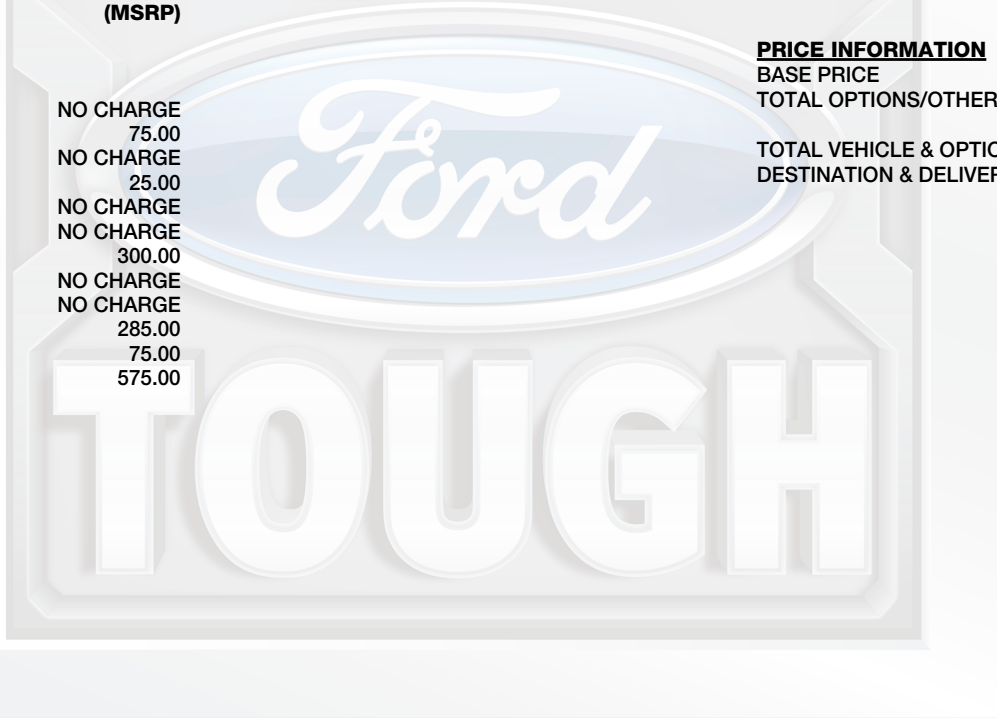 (MSRP)
NO CHARGE
75.00
NO CHARGE
25.00
NO CHARGE
NO CHARGE
300.00
NO CHARGE
NO CHARGE
285.00
75.00
575.00
PRICE INFORMATION
BASE PRICE
TOTAL OPTIONS/OTHER
TOTAL VEHICLE & OPTIO
DESTINATION & DELIVER
Ford
TOUGH